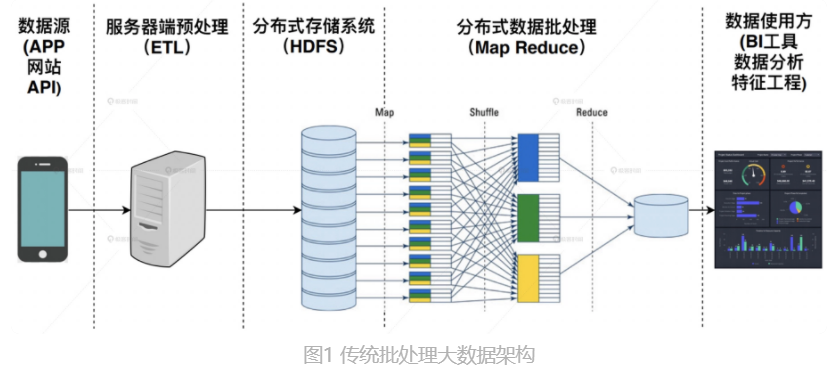 数据源
(APP
网站
API)
服务器端预处理
（ETL）
分布式存储系统
（HDFS）
分布式数据批处理
（Map Reduce）
数据使用方
(BI工具
数据分析
特征工程)
Map
Shuffle
Reduce
图1 传统批处理大数据架构